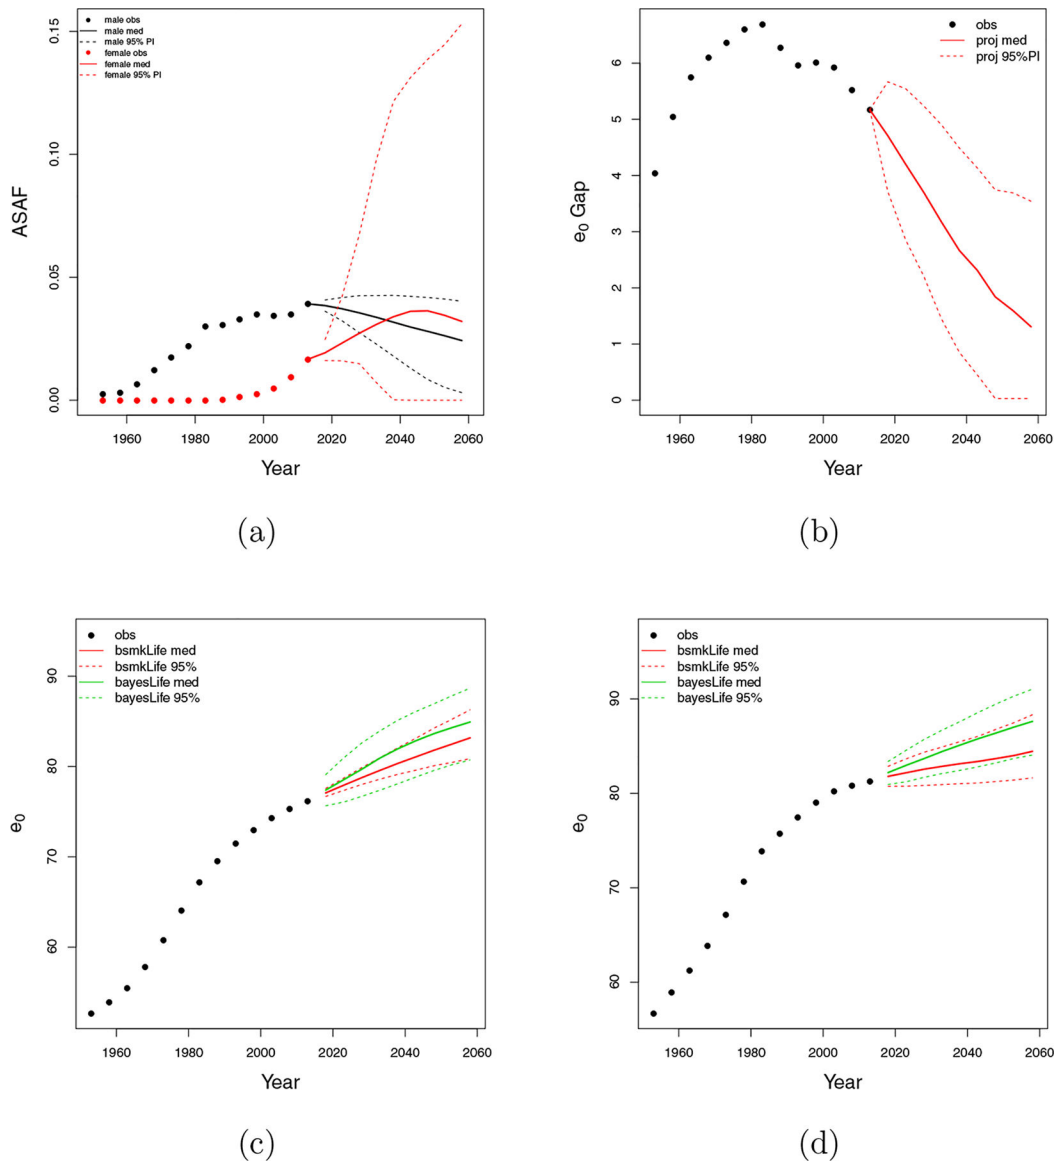 male obs
male med
male 95% PI
female obs
female med
female 95% PI
0.15
0.10
0.05
0.00
ASAF
1960 1980 2000 2020 2040 2060
Year
(a)
obs
proj med
proj 95%PI
6
5
4
3
2
1
0
e₀ Gap
1960 1980 2000 2020 2040 2060
Year
(b)
obs
bsmkLife med
bsmkLife 95%
bayesLife med
bayesLife 95%
90
80
70
60
e₀
1960 1980 2000 2020 2040 2060
Year
(c)
obs
bsmkLife med
bsmkLife 95%
bayesLife med
bayesLife 95%
90
80
70
60
e₀
1960 1980 2000 2020 2040 2060
Year
(d)